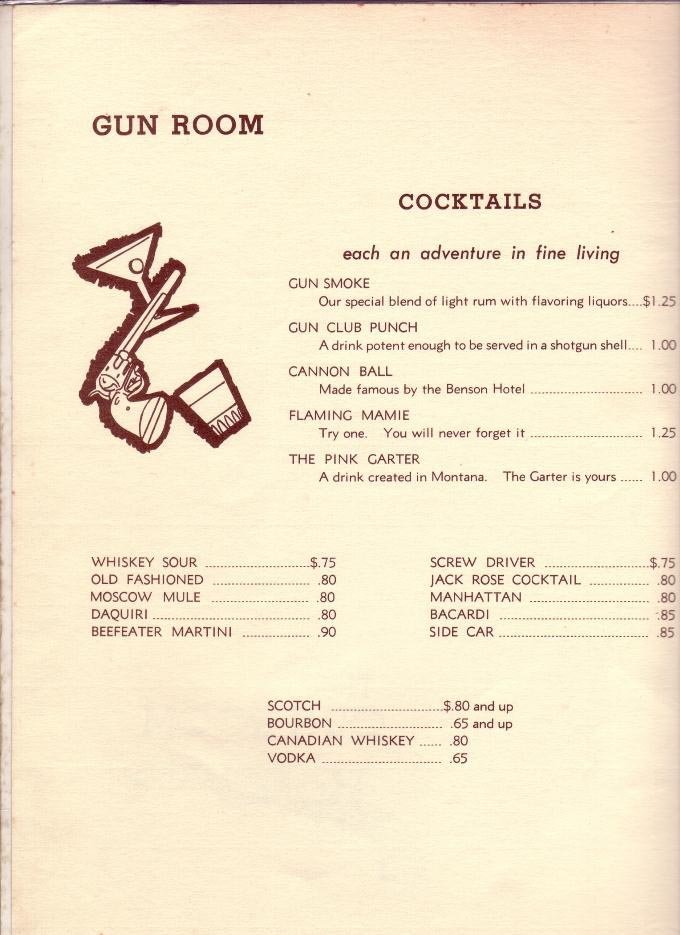 GUN ROOM
COCKTAILS
each an adventure in fine living
GUN SMOKE
Our special blend of light rum with flavoring liquors....$1.25
GUN CLUB PUNCH
A drink potent enough to be served in a shotgun shell.... 1.00
CANNON BALL
Made famous by the Benson Hotel ............................ 1.00
FLAMING MAMIE
Try one. You will never forget it ............................ 1.25
THE PINK GARTER
A drink created in Montana. The Garter is yours ...... 1.00
WHISKEY SOUR ..........................$.75
OLD FASHIONED ........................ .80
MOSCOW MULE ........................ .80
DAQUIRI ....................................... .80
BEEFEATER MARTINI ................. .90
SCREW DRIVER ..........................$.75
JACK ROSE COCKTAIL ............... .80
MANHATTAN .............................. .80
BACARDI ..................................... .85
SIDE CAR ..................................... .85
SCOTCH ............................$.80 and up
BOURBON .......................... .65 and up
CANADIAN WHISKEY ...... .80
VODKA .............................. .65